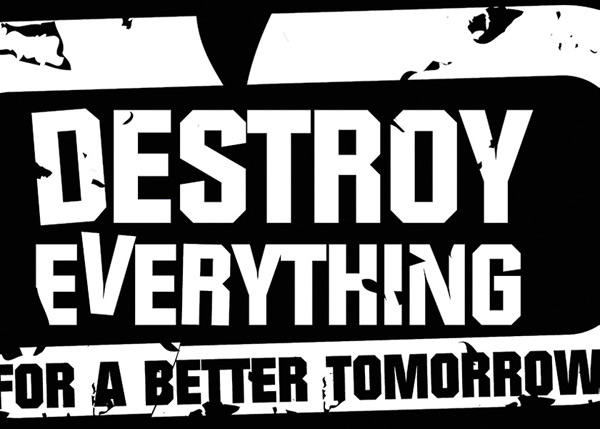 DESTROY
EVERYTHING
FOR A BETTER TOMORROW